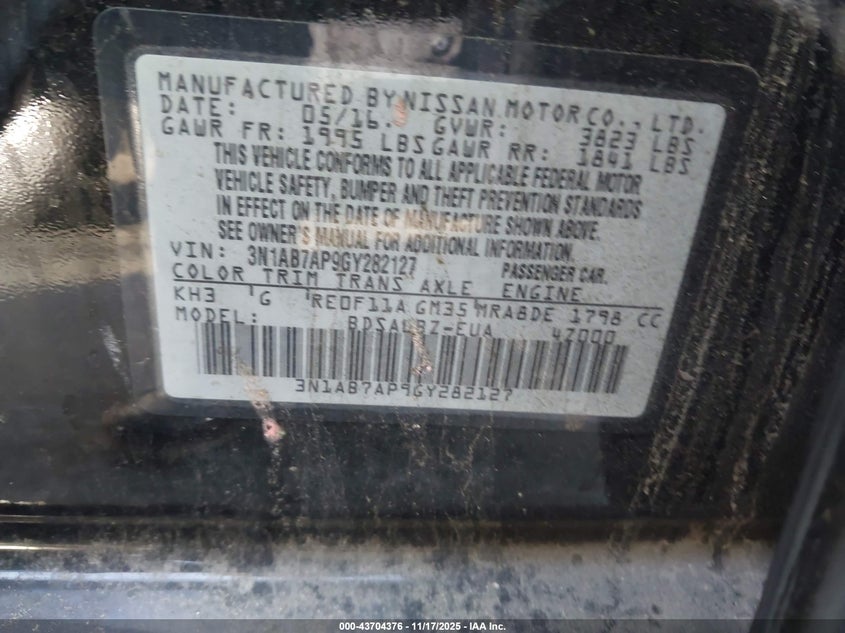 MANUFACTURED BY NISSAN MOTOR CO., LTD.
DATE: 05/16 GVWR: 3823 LBS
GAWR FR: 1995 LBS GAWR RR: 1841 LBS
THIS VEHICLE CONFORMS TO ALL APPLICABLE FEDERAL MOTOR
VEHICLE SAFETY, BUMPER AND THEFT PREVENTION STANDARDS
IN EFFECT ON THE DATE OF MANUFACTURE SHOWN ABOVE.
SEE OWNER'S MANUAL FOR ADDITIONAL INFORMATION.
VIN: 3N1AB7AP9GY282127 PASSENGER CAR.
COLOR TRIM TRANS AXLE ENGINE
KH3 G RE0F11A GM35 MRA8DE 1798 CC
MODEL: 47000
3N1AB7AP9GY282127
000-43704376 - 11/17/2025 - IAA Inc.